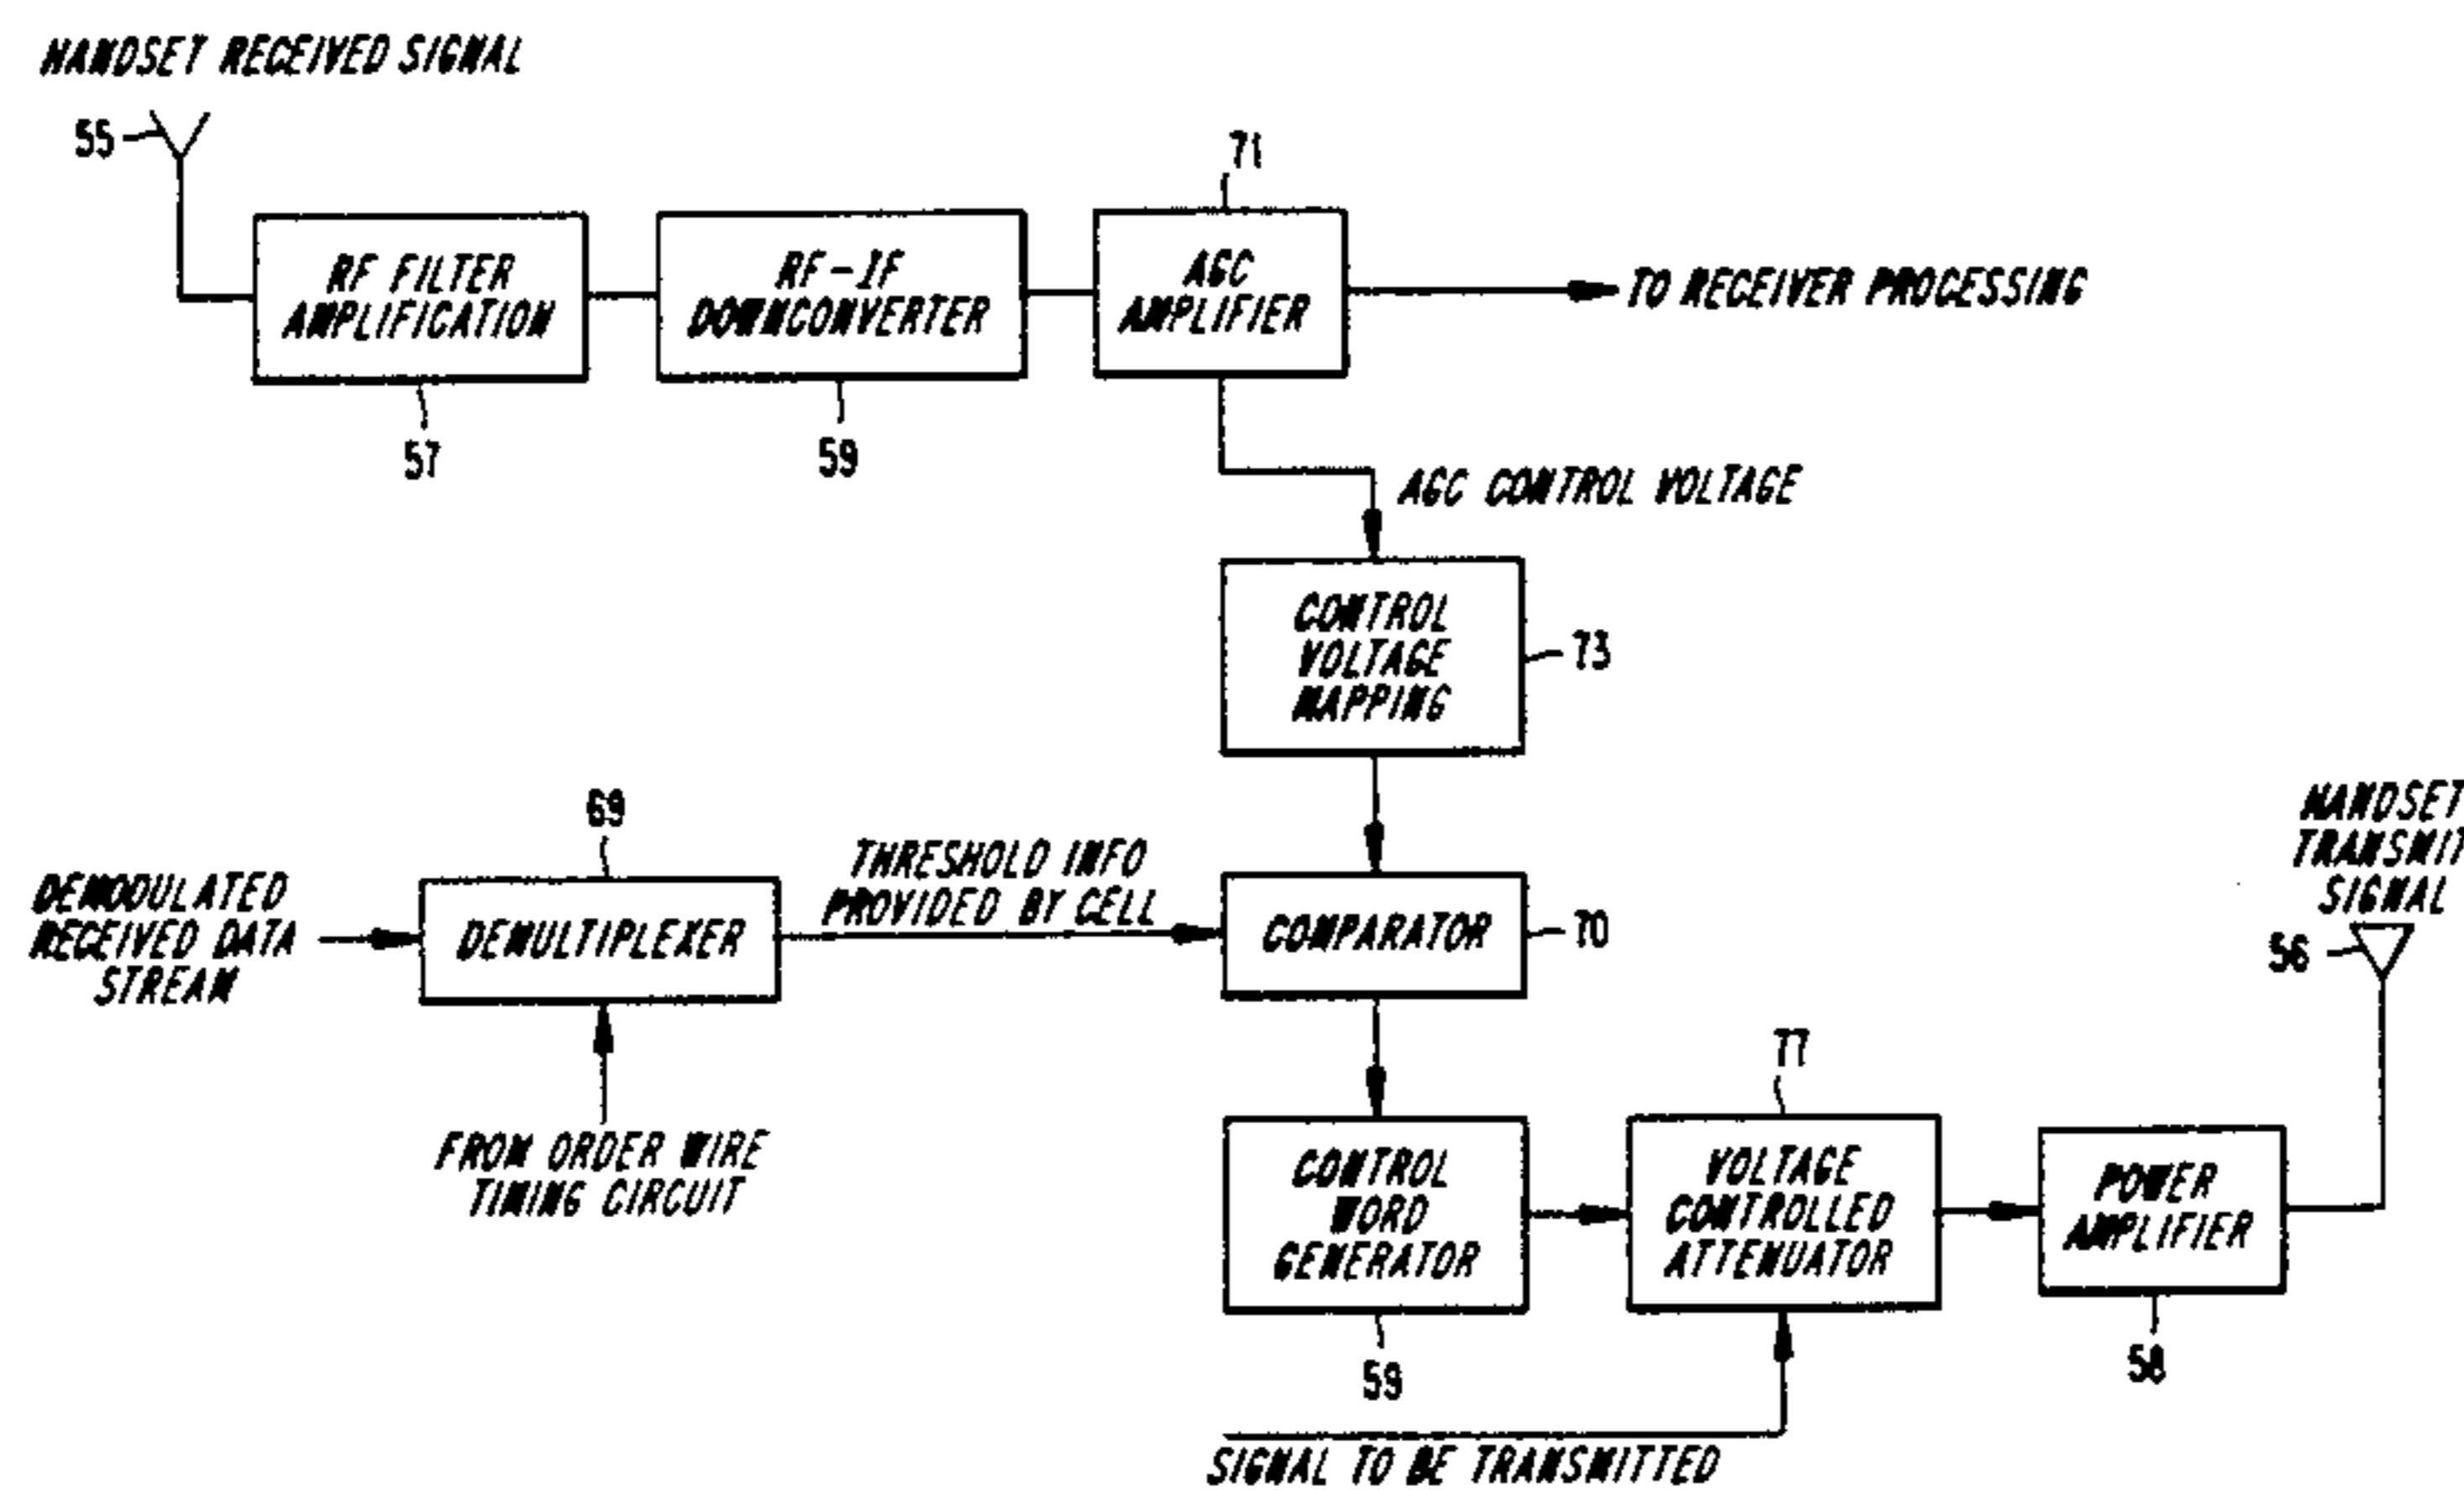 HANDSET RECEIVED SIGNAL
55
71
RF FILTER
AMPLIFICATION
RF-IF
DOWNCONVERTER
AGC
AMPLIFIER
TO RECEIVER PROCESSING
57
59
AGC CONTROL VOLTAGE
CONTROL
VOLTAGE
MAPPING
73
69
THRESHOLD INFO
PROVIDED BY CELL
DEMODULATED
RECEIVED DATA
STREAM
DEMULTIPLEXER
COMPARATOR
70
HANDSET
TRANSMIT
SIGNAL
56
FROM ORDER WIRE
TIMING CIRCUIT
77
CONTROL
WORD
GENERATOR
VOLTAGE
CONTROLLED
ATTENUATOR
POWER
AMPLIFIER
59
58
SIGNAL TO BE TRANSMITTED